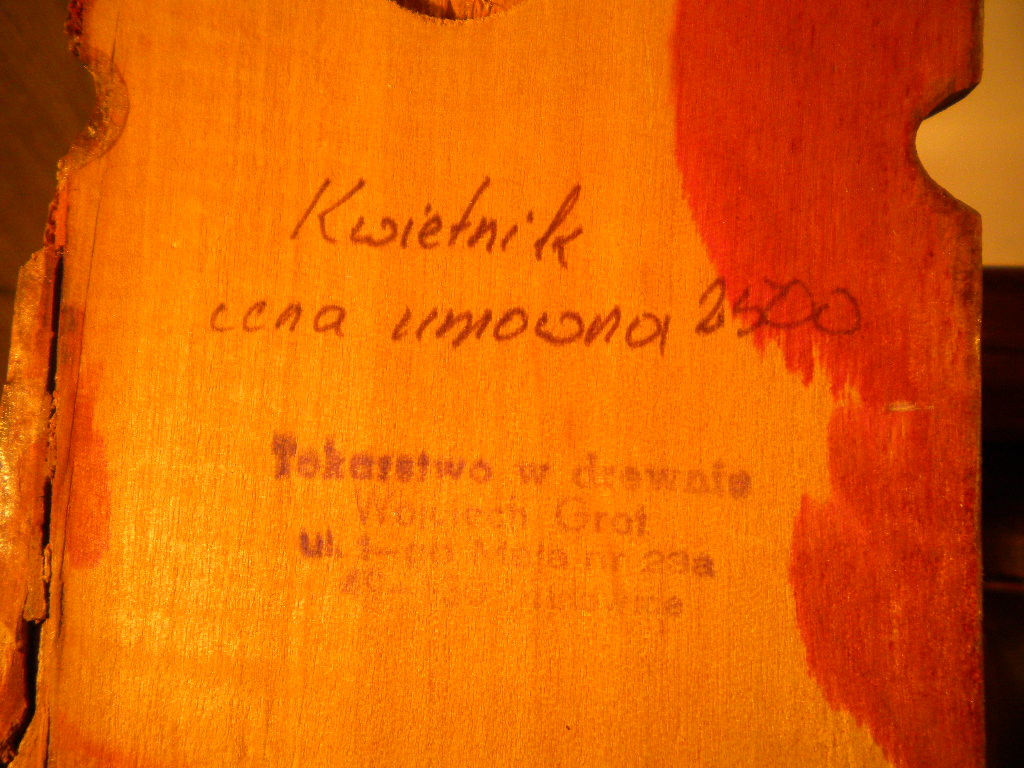 Kwietnik
cena umowna 2500
Tokarstwo w drewnie
Wojciech Grot
ul. 1-go Maja nr 29a